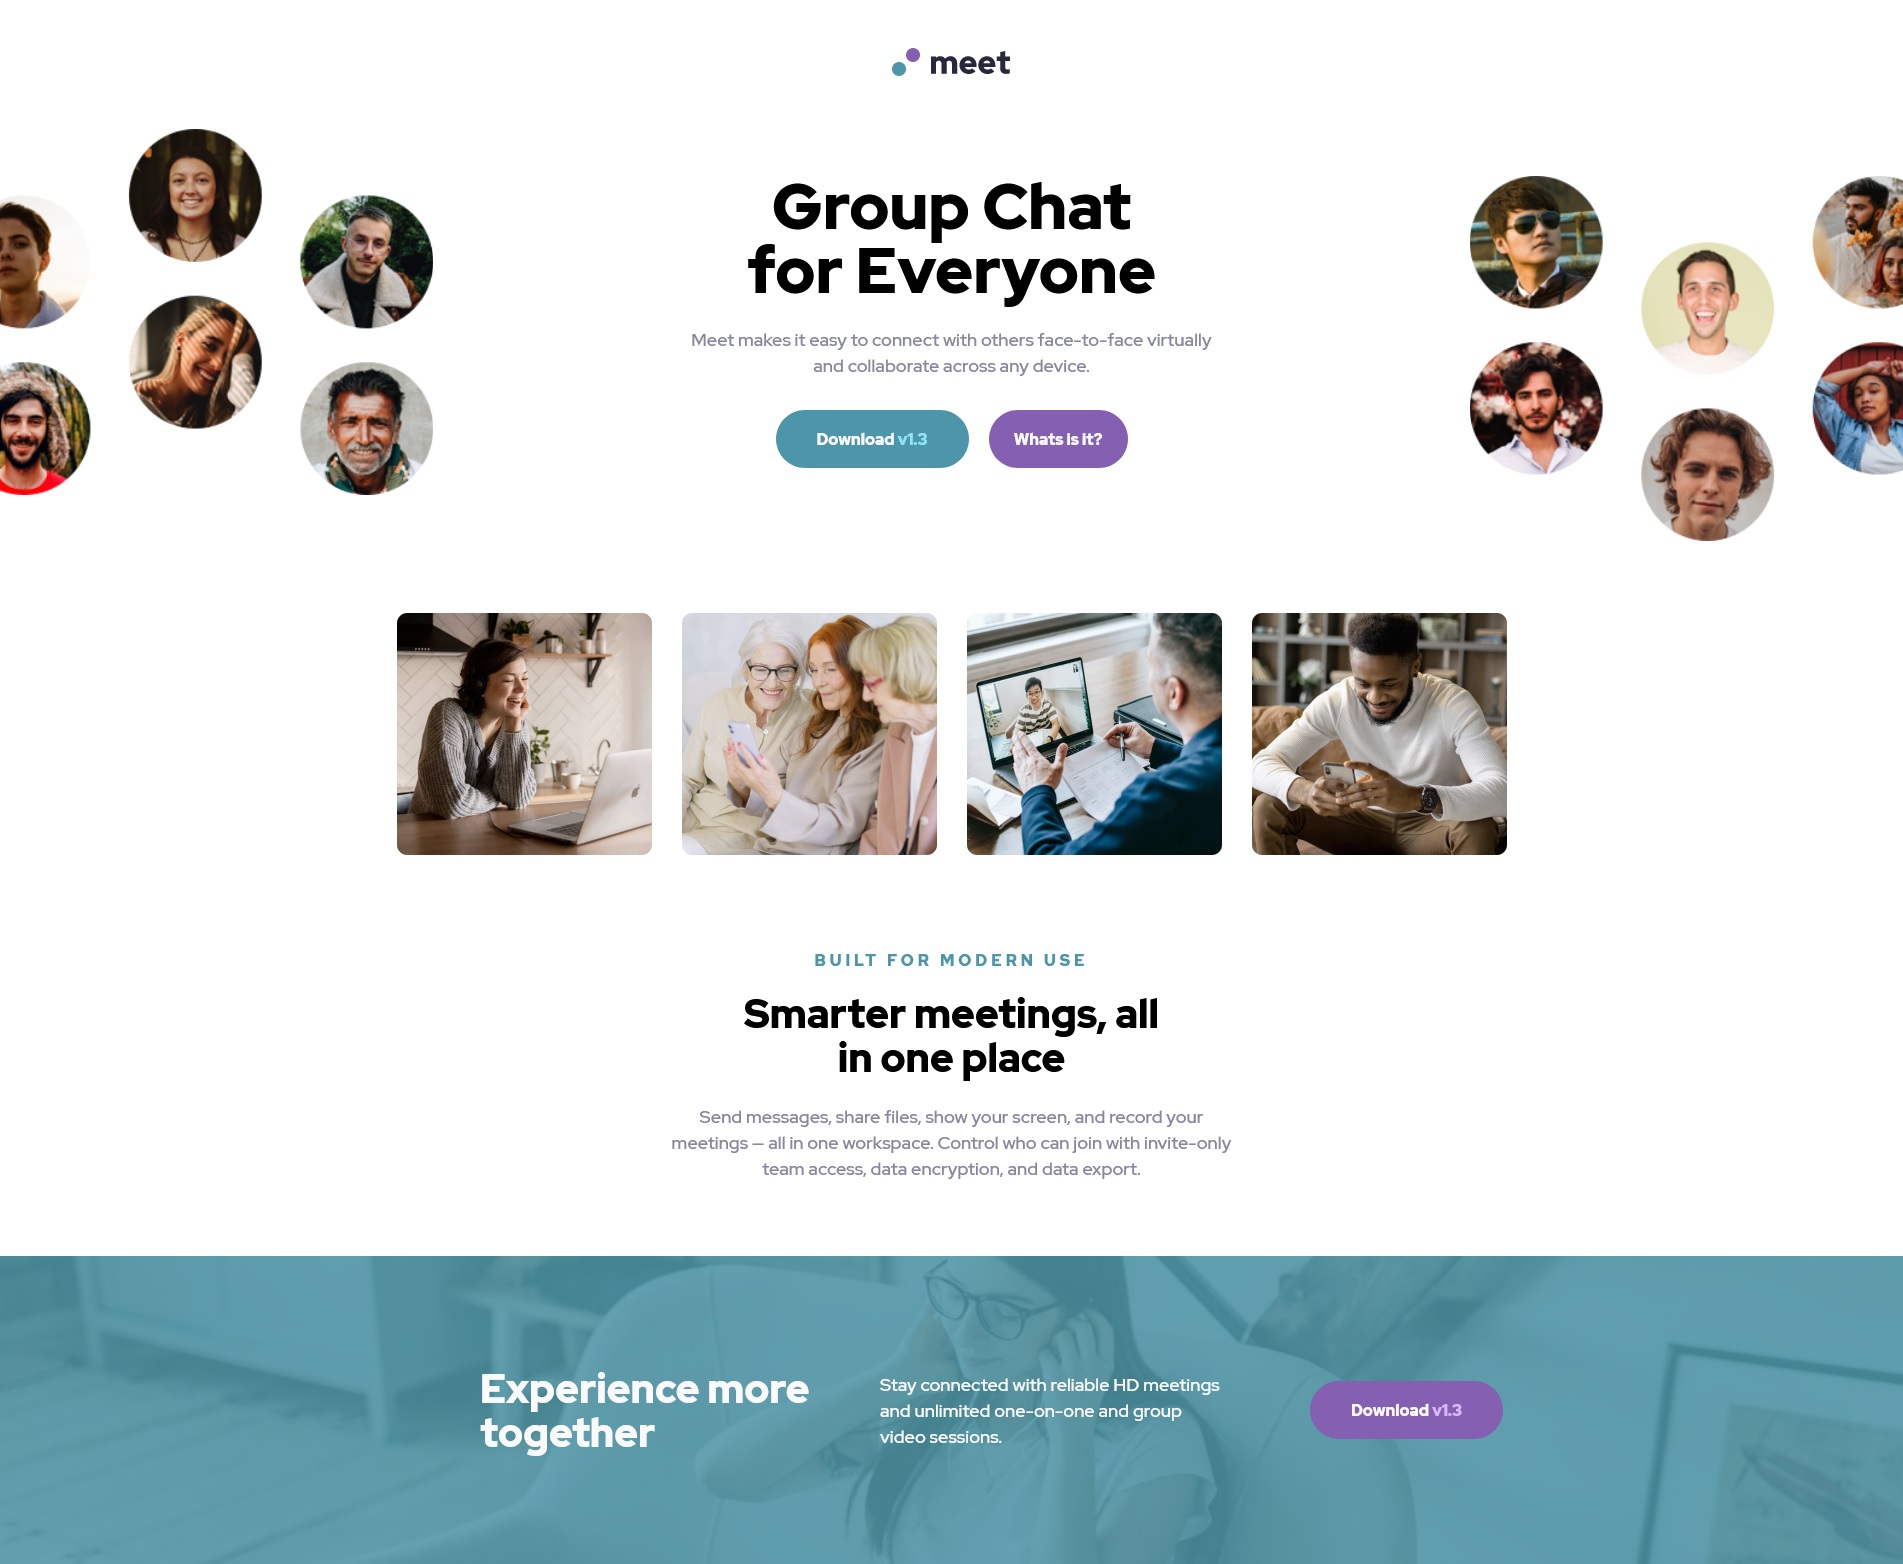 meet
Group Chat
for Everyone
Meet makes it easy to connect with others face-to-face virtually
and collaborate across any device.
Download v1.3
Whats is it?
BUILT FOR MODERN USE
Smarter meetings, all
in one place
Send messages, share files, show your screen, and record your
meetings — all in one workspace. Control who can join with invite-only
team access, data encryption, and data export.
Experience more
together
Stay connected with reliable HD meetings
and unlimited one-on-one and group
video sessions.
Download v1.3